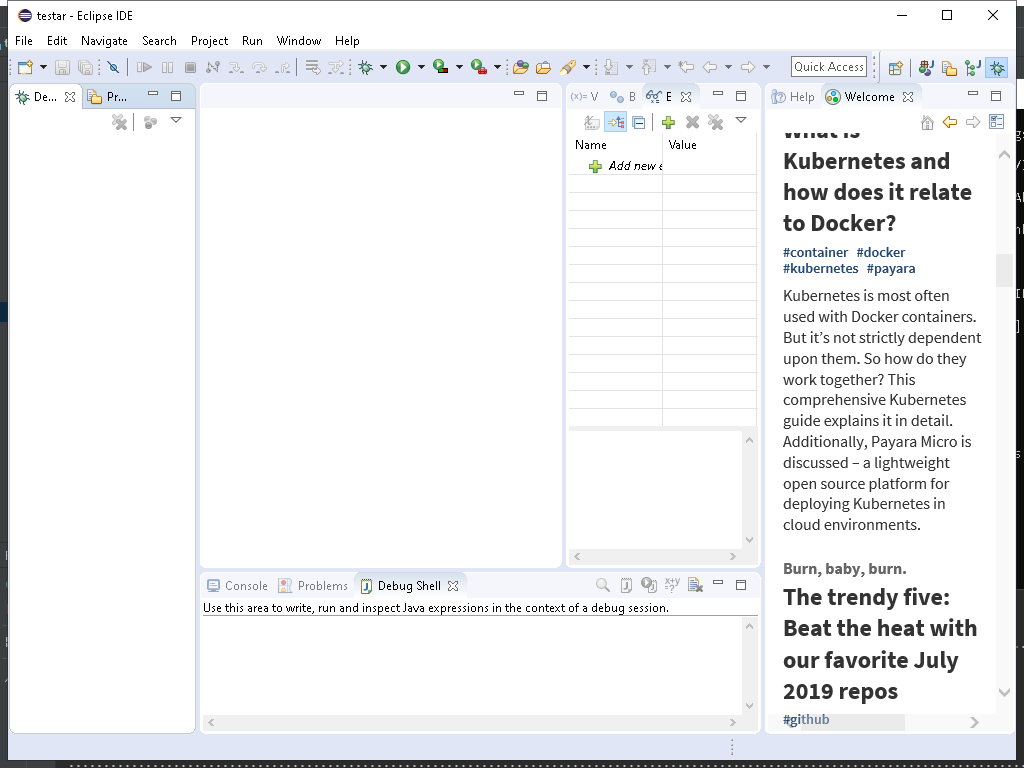 testar - Eclipse IDE
File Edit Navigate Search Project Run Window Help
Quick Access
De... Pr...
(x)= V B E
Help Welcome
Name Value
Add new e
What is
Kubernetes and
how does it relate
to Docker?
#container #docker
#kubernetes #payara
Kubernetes is most often
used with Docker containers.
But it’s not strictly dependent
upon them. So how do they
work together? This
comprehensive Kubernetes
guide explains it in detail.
Additionally, Payara Micro is
discussed – a lightweight
open source platform for
deploying Kubernetes in
cloud environments.
Burn, baby, burn.
The trendy five:
Beat the heat with
our favorite July
2019 repos
#github
Console Problems Debug Shell
Use this area to write, run and inspect Java expressions in the context of a debug session.